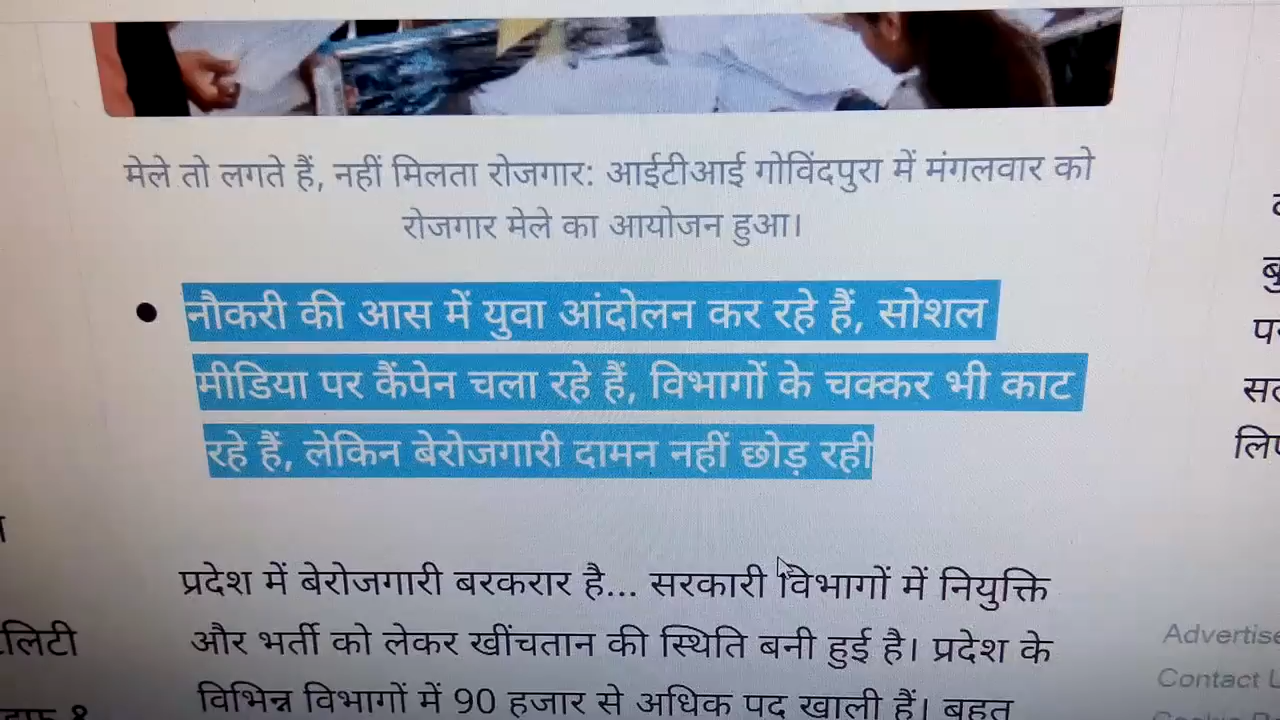 मेले तो लगते हैं, नहीं मिलता रोजगार: आईटीआई गोविंदपुरा में मंगलवार को
रोजगार मेले का आयोजन हुआ।
नौकरी की आस में युवा आंदोलन कर रहे हैं, सोशल
मीडिया पर कैंपेन चला रहे हैं, विभागों के चक्कर भी काट
रहे हैं, लेकिन बेरोजगारी दामन नहीं छोड़ रही
प्रदेश में बेरोजगारी बरकरार है... सरकारी विभागों में नियुक्ति
और भर्ती को लेकर खींचतान की स्थिति बनी हुई है। प्रदेश के
विभिन्न विभागों में 90 हजार से अधिक पद खाली हैं। बहुत
Contact